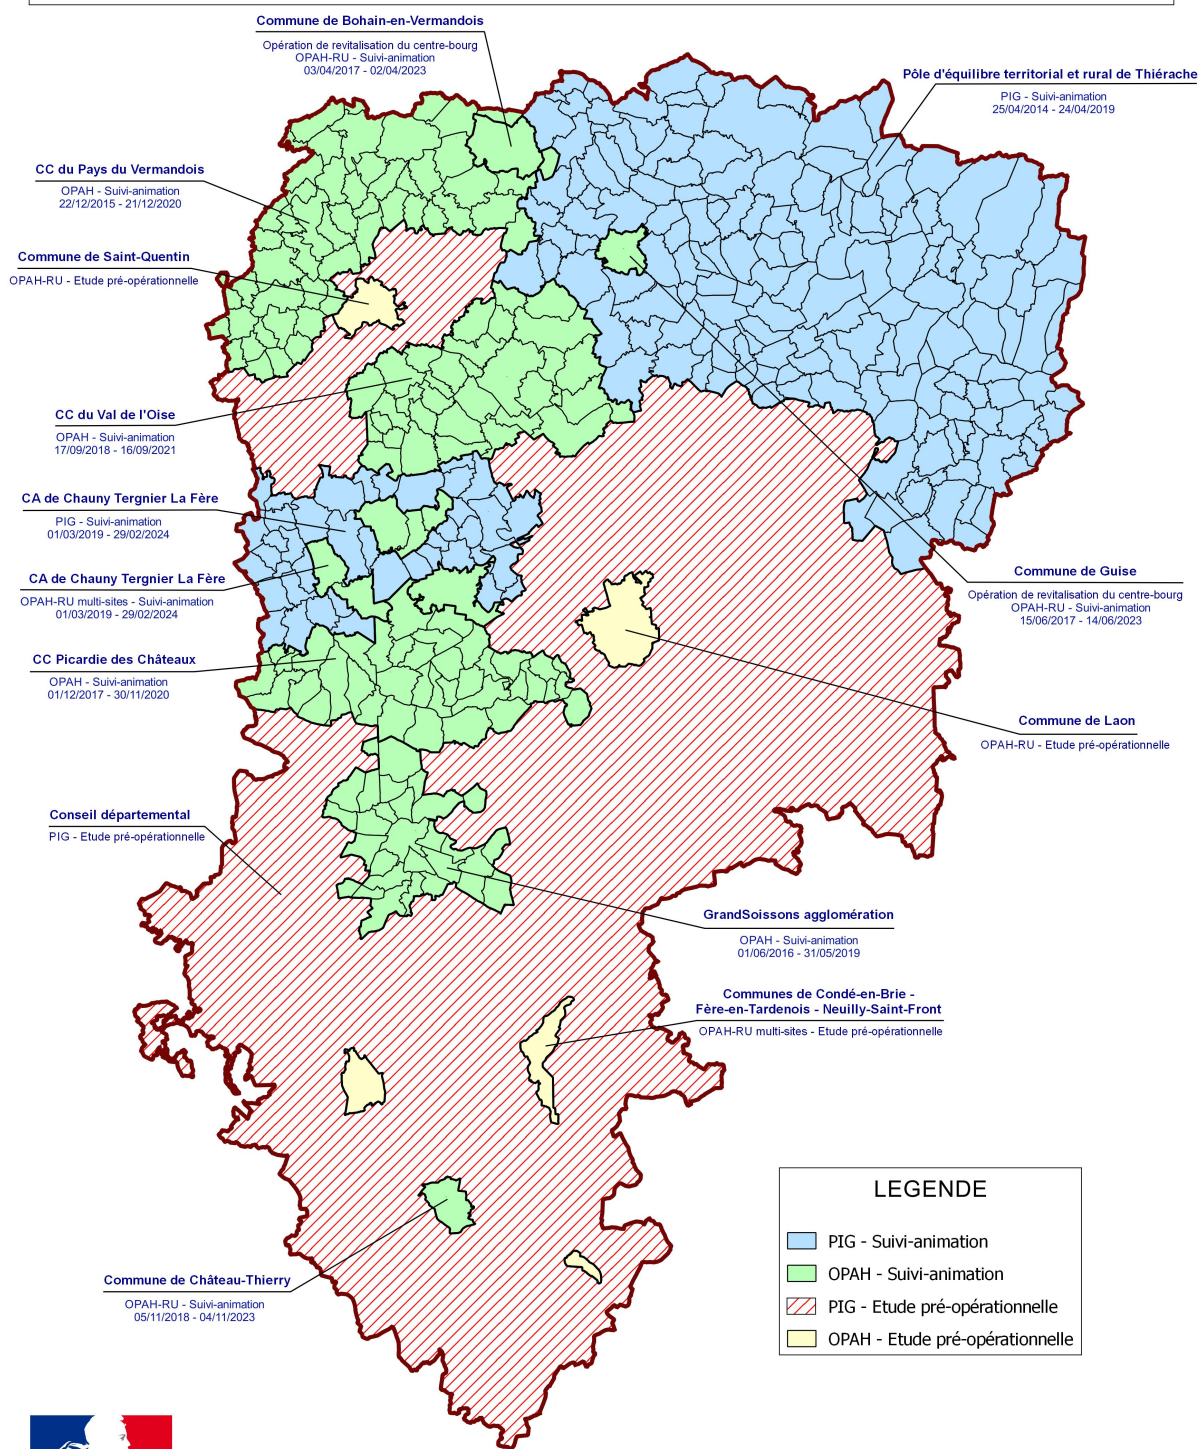 Commune de Bohain-en-Vermandois
Opération de revitalisation du centre-bourg
OPAH-RU - Suivi-animation
03/04/2017 - 02/04/2023
Pôle d'équilibre territorial et rural de Thiérache
PIG - Suivi-animation
25/04/2014 - 24/04/2019
CC du Pays du Vermandois
OPAH - Suivi-animation
22/12/2015 - 21/12/2020
Commune de Saint-Quentin
OPAH-RU - Etude pré-opérationnelle
CC du Val de l'Oise
OPAH - Suivi-animation
17/09/2018 - 16/09/2021
CA de Chauny Tergnier La Fère
PIG - Suivi-animation
01/03/2019 - 29/02/2024
CA de Chauny Tergnier La Fère
OPAH-RU multi-sites - Suivi-animation
01/03/2019 - 29/02/2024
Commune de Guise
Opération de revitalisation du centre-bourg
OPAH-RU - Suivi-animation
15/06/2017 - 14/06/2023
CC Picardie des Châteaux
OPAH - Suivi-animation
01/12/2017 - 30/11/2020
Commune de Laon
OPAH-RU - Etude pré-opérationnelle
Conseil départemental
PIG - Etude pré-opérationnelle
GrandSoissons agglomération
OPAH - Suivi-animation
01/06/2016 - 31/05/2019
Communes de Condé-en-Brie -
Fère-en-Tardenois - Neuilly-Saint-Front
OPAH-RU multi-sites - Etude pré-opérationnelle
Commune de Château-Thierry
OPAH-RU - Suivi-animation
05/11/2018 - 04/11/2023
LEGENDE
PIG - Suivi-animation
OPAH - Suivi-animation
PIG - Etude pré-opérationnelle
OPAH - Etude pré-opérationnelle